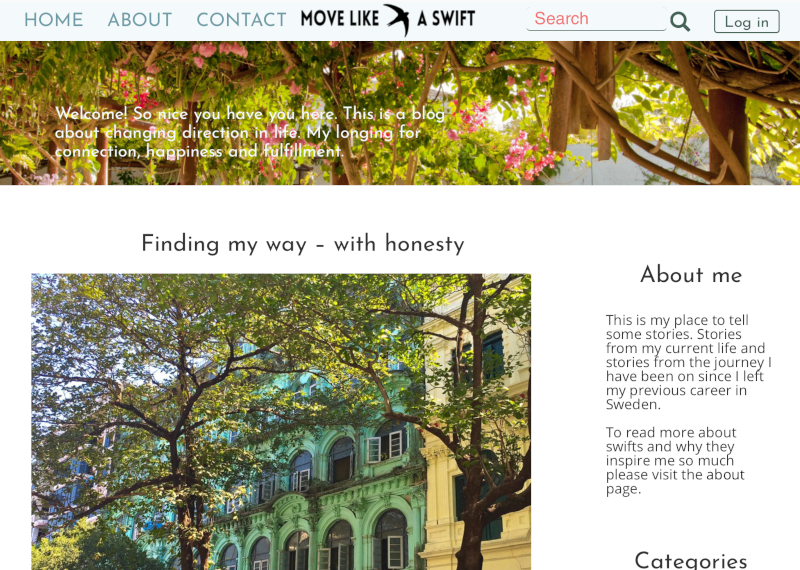 HOME ABOUT CONTACT MOVE LIKE A SWIFT Search Log in
Welcome! So nice you have you here. This is a blog
about changing direction in life. My longing for
connection, happiness and fulfillment.
Finding my way – with honesty
About me
This is my place to tell
some stories. Stories
from my current life and
stories from the journey I
have been on since I left
my previous career in
Sweden.
To read more about
swifts and why they
inspire me so much
please visit the about
page.
Categories